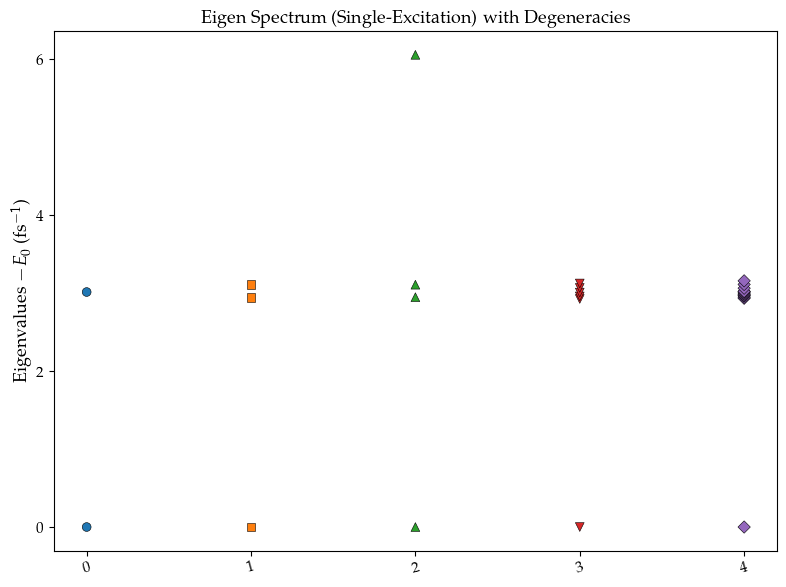 Eigen Spectrum (Single-Excitation) with Degeneracies
Eigenvalues − E₀ (fs⁻¹)
6
4
2
0
0 1 2 3 4